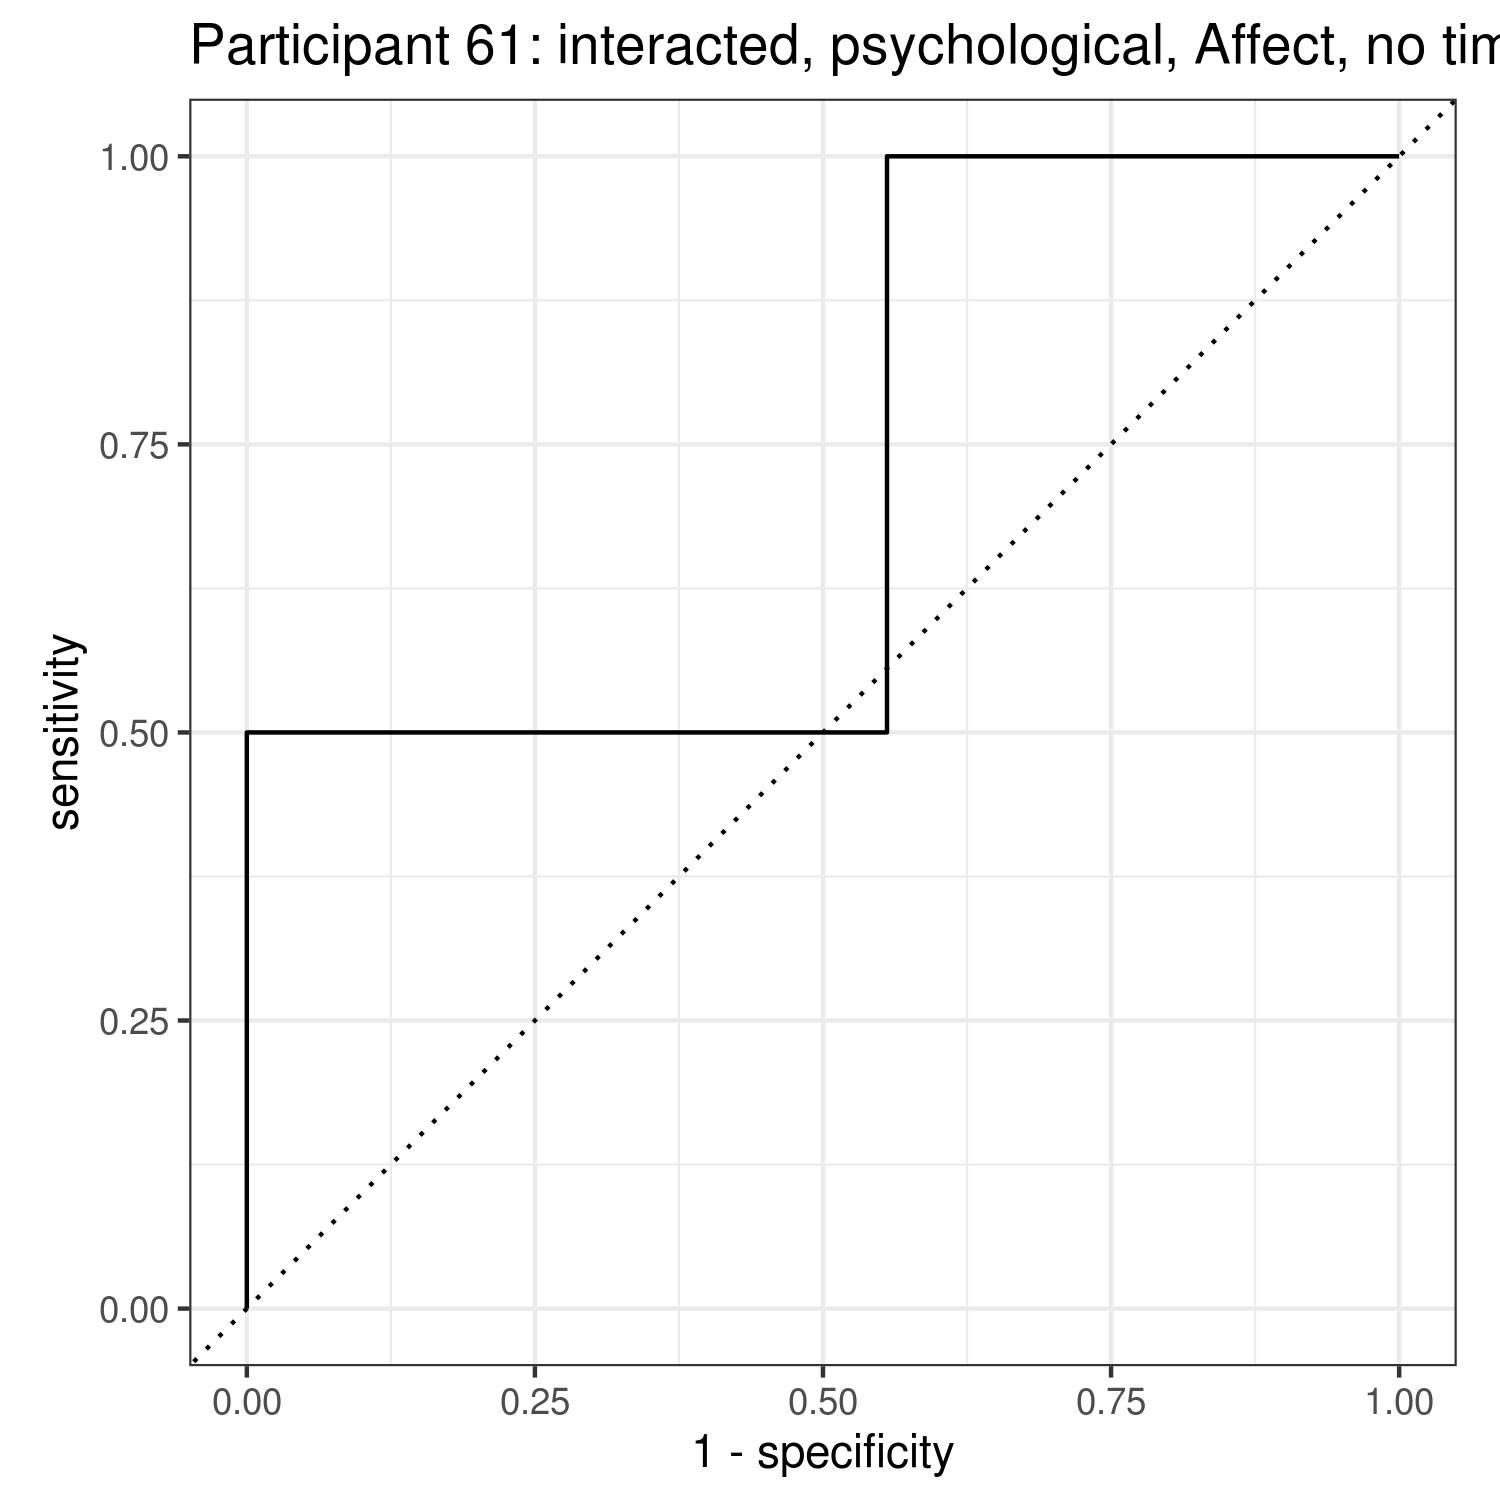 Participant 61: interacted, psychological, Affect, no tim
1.00
0.75
0.50
0.25
0.00
sensitivity
0.00 0.25 0.50 0.75 1.00
1 - specificity